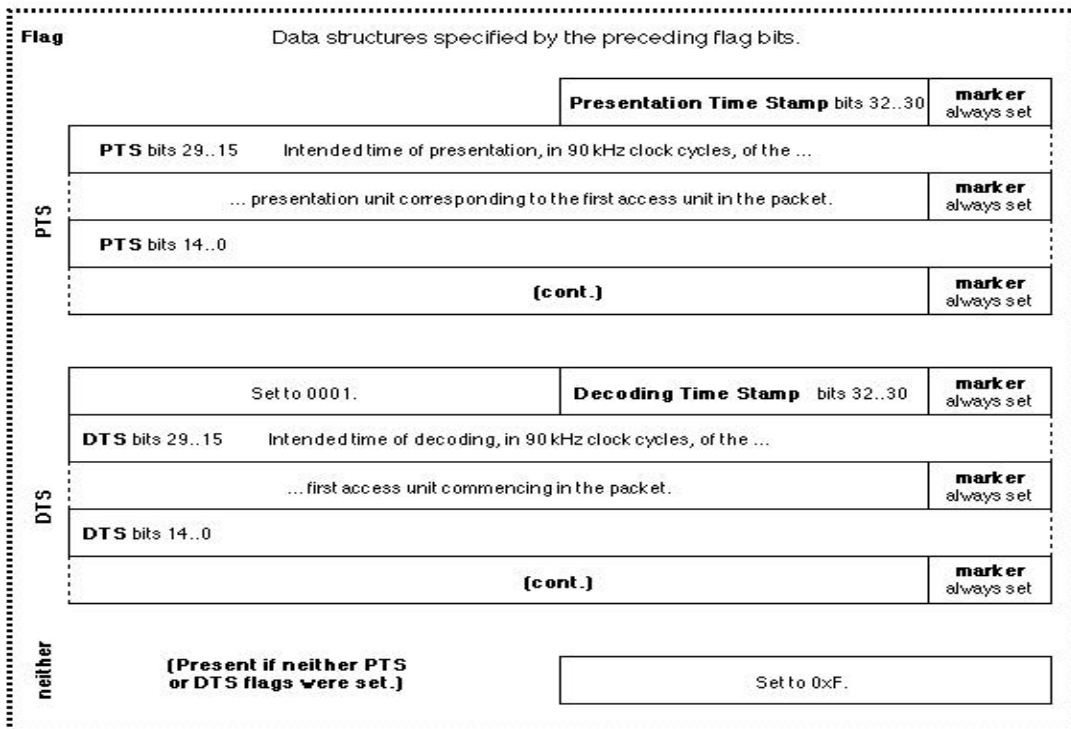 Flag Data structures specified by the preceding flag bits.
Presentation Time Stamp bits 32..30 marker
always set
PTS bits 29..15 Intended time of presentation, in 90 kHz clock cycles, of the ...
... presentation unit corresponding to the first access unit in the packet. marker
always set
PTS
PTS bits 14..0
(cont.) marker
always set
Set to 0001. Decoding Time Stamp bits 32..30 marker
always set
DTS bits 29..15 Intended time of decoding, in 90 kHz clock cycles, of the ...
... first access unit commencing in the packet. marker
always set
DTS
DTS bits 14..0
(cont.) marker
always set
neither
(Present if neither PTS
or DTS flags were set.) Set to 0xF.